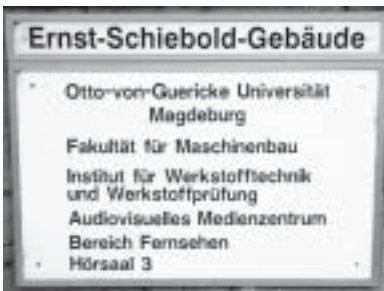 Ernst-Schiebold-Gebäude
Otto-von-Guericke Universität
Magdeburg
Fakultät für Maschinenbau
Institut für Werkstofftechnik
und Werkstoffprüfung
Audiovisuelles Medienzentrum
Bereich Fernsehen
Hörsaal 3